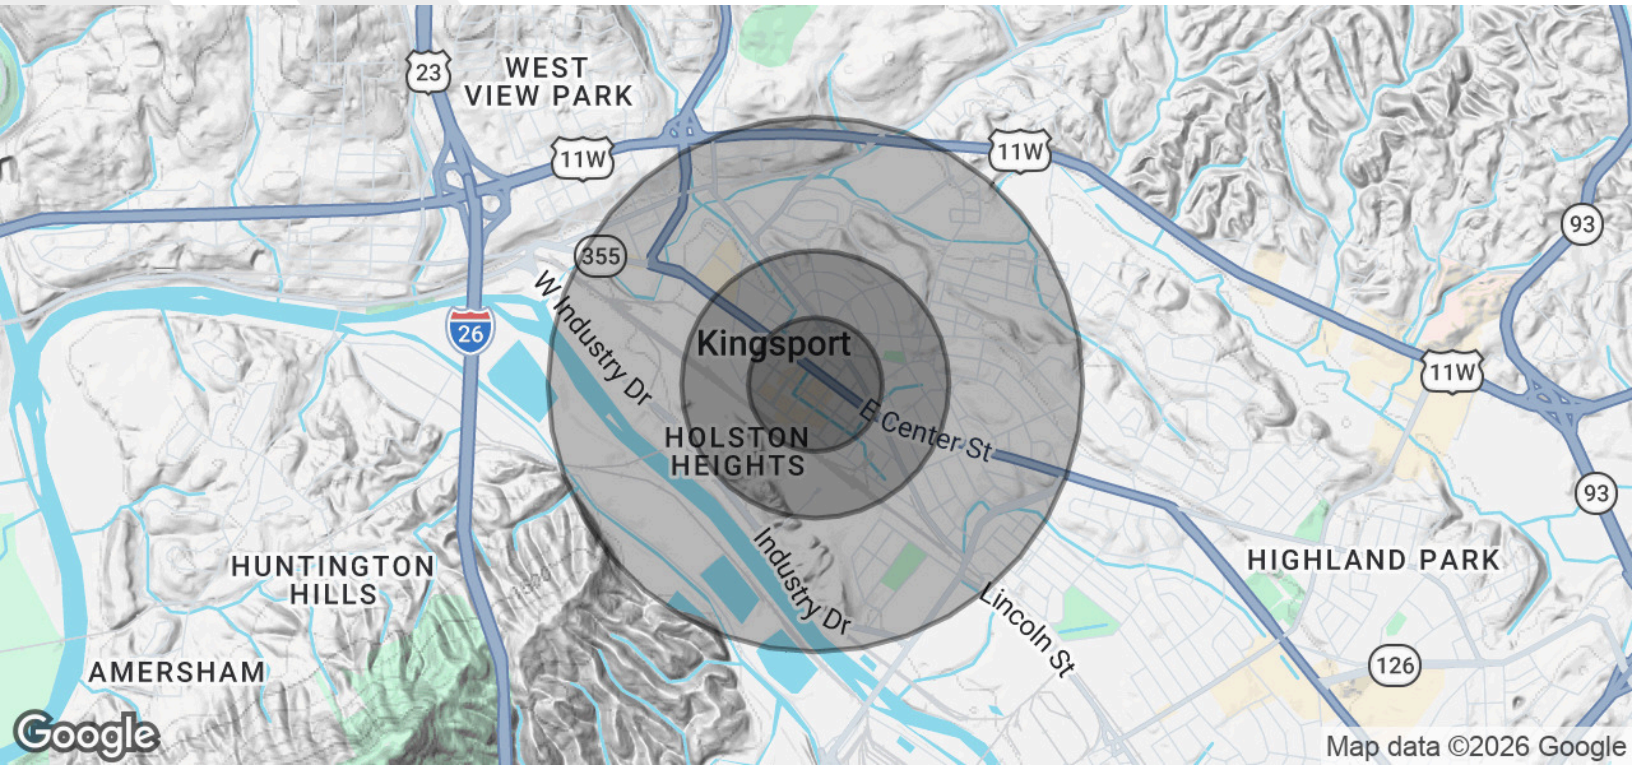 23
WEST
VIEW PARK
11W
11W
93
355
W Industry Dr
26
Kingsport
11W
E Center St
HOLSTON
HEIGHTS
93
Industry Dr
HUNTINGTON
HILLS
1520
HIGHLAND PARK
Lincoln St
AMERSHAM
126
Google
Map data ©2026 Google